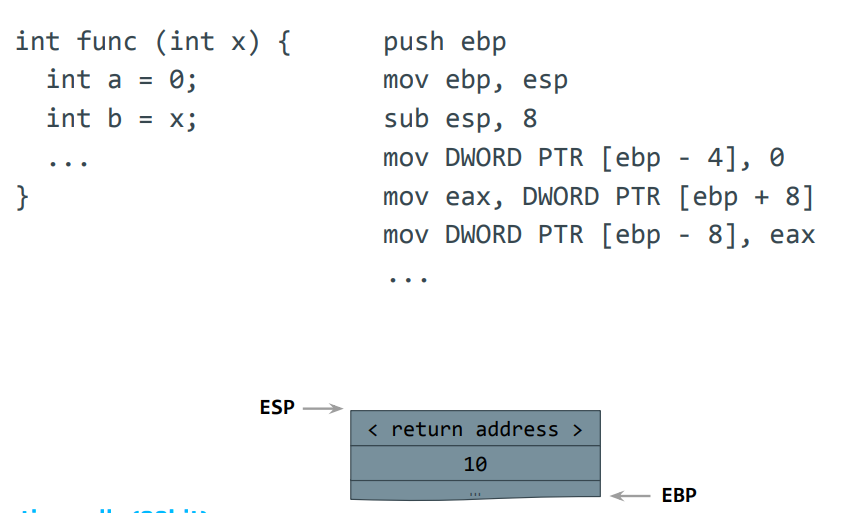 int func (int x) {
int a = 0;
int b = x;
...
}
push ebp
mov ebp, esp
sub esp, 8
mov DWORD PTR [ebp - 4], 0
mov eax, DWORD PTR [ebp + 8]
mov DWORD PTR [ebp - 8], eax
...
ESP
< return address >
10
...
EBP